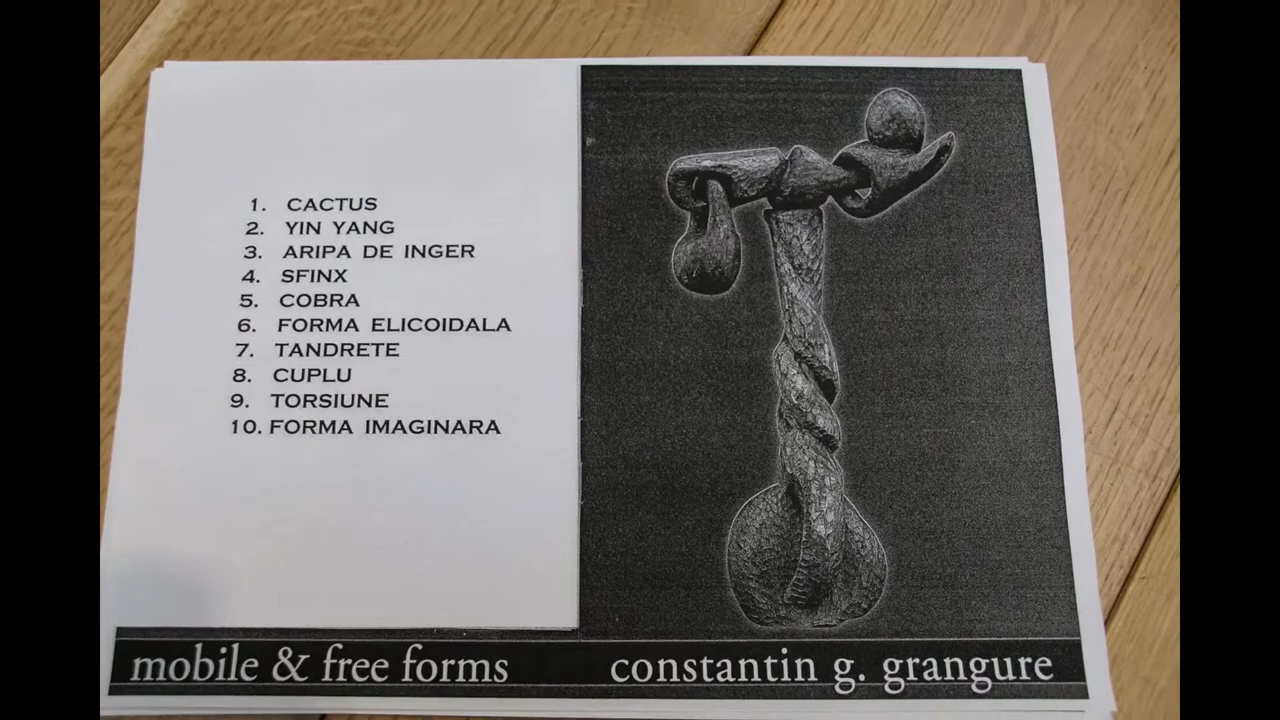 1. CACTUS
2. YIN YANG
3. ARIPA DE INGER
4. SFINX
5. COBRA
6. FORMA ELICOIDALA
7. TANDRETE
8. CUPLU
9. TORSIUNE
10. FORMA IMAGINARA
mobile & free forms
constantin g. grangure